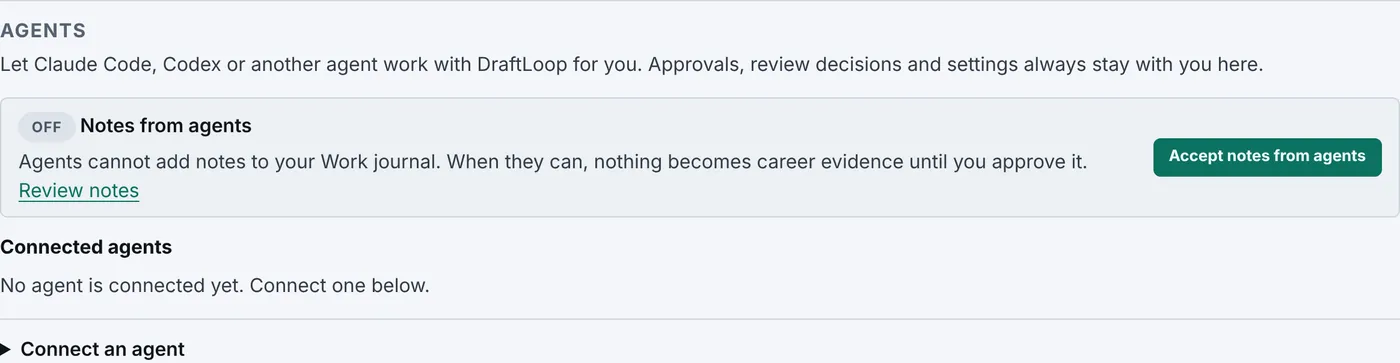 AGENTS
Let Claude Code, Codex or another agent work with DraftLoop for you. Approvals, review decisions and settings always stay with you here.
OFF Notes from agents
Agents cannot add notes to your Work journal. When they can, nothing becomes career evidence until you approve it.
Review notes
Accept notes from agents
Connected agents
No agent is connected yet. Connect one below.
Connect an agent